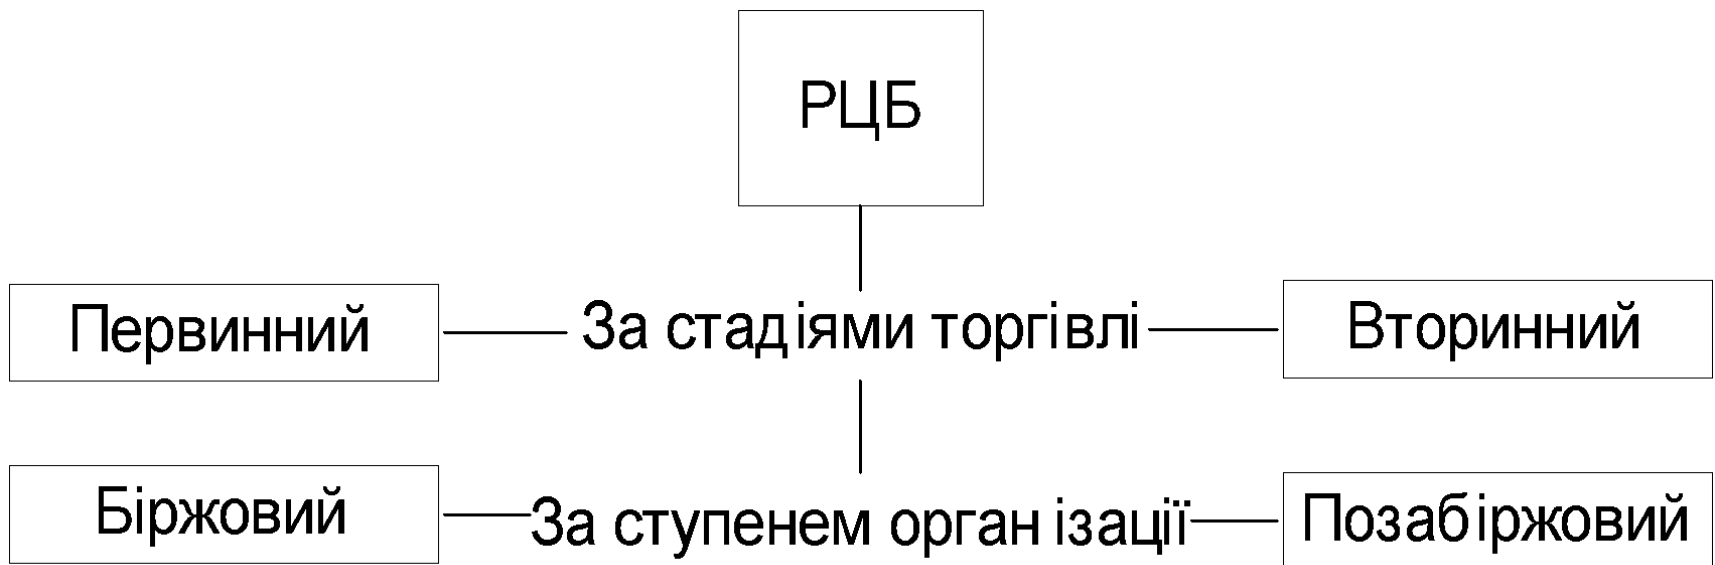 РЦБ
Первинний
За стадіями торгівлі
Вторинний
Біржовий
За ступенем організації
Позабіржовий